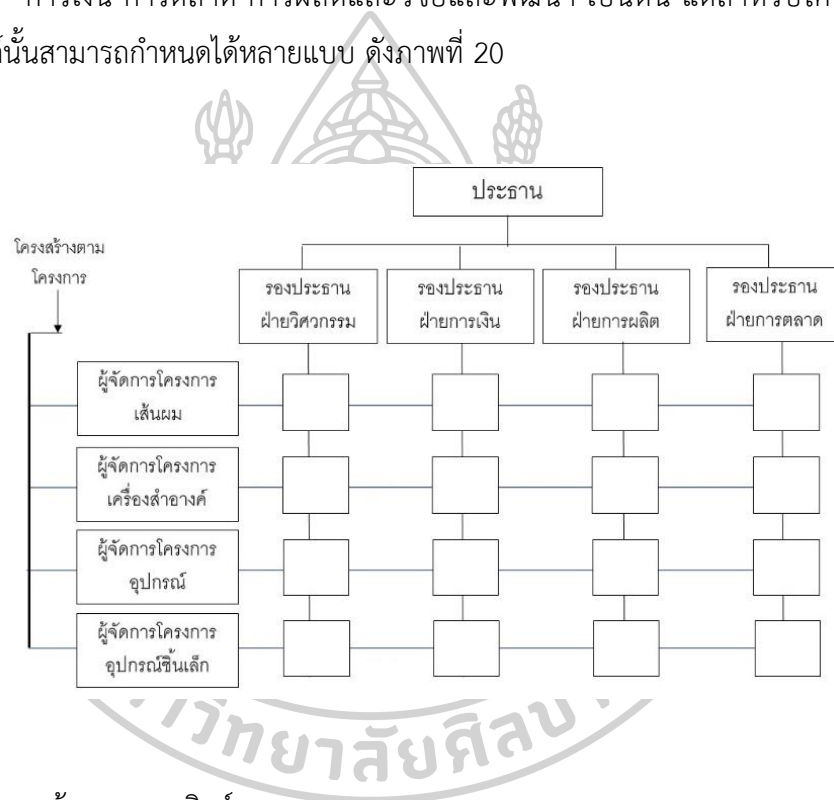 การเงิน การตลาด การผลิตและวิจัยและพัฒนา เป็นต้น
นั้นสามารถกำหนดได้หลายแบบ ดังภาพที่ 20
ประธาน
โครงสร้างตาม
โครงการ
รองประธาน
ฝ่ายวิศวกรรม
รองประธาน
ฝ่ายการเงิน
รองประธาน
ฝ่ายการผลิต
รองประธาน
ฝ่ายการตลาด
ผู้จัดการโครงการ
เส้นผม
ผู้จัดการโครงการ
เครื่องสำอางค์
ผู้จัดการโครงการ
อุปกรณ์
ผู้จัดการโครงการ
อุปกรณ์ชิ้นเล็ก
วิทยาลัยศิลป